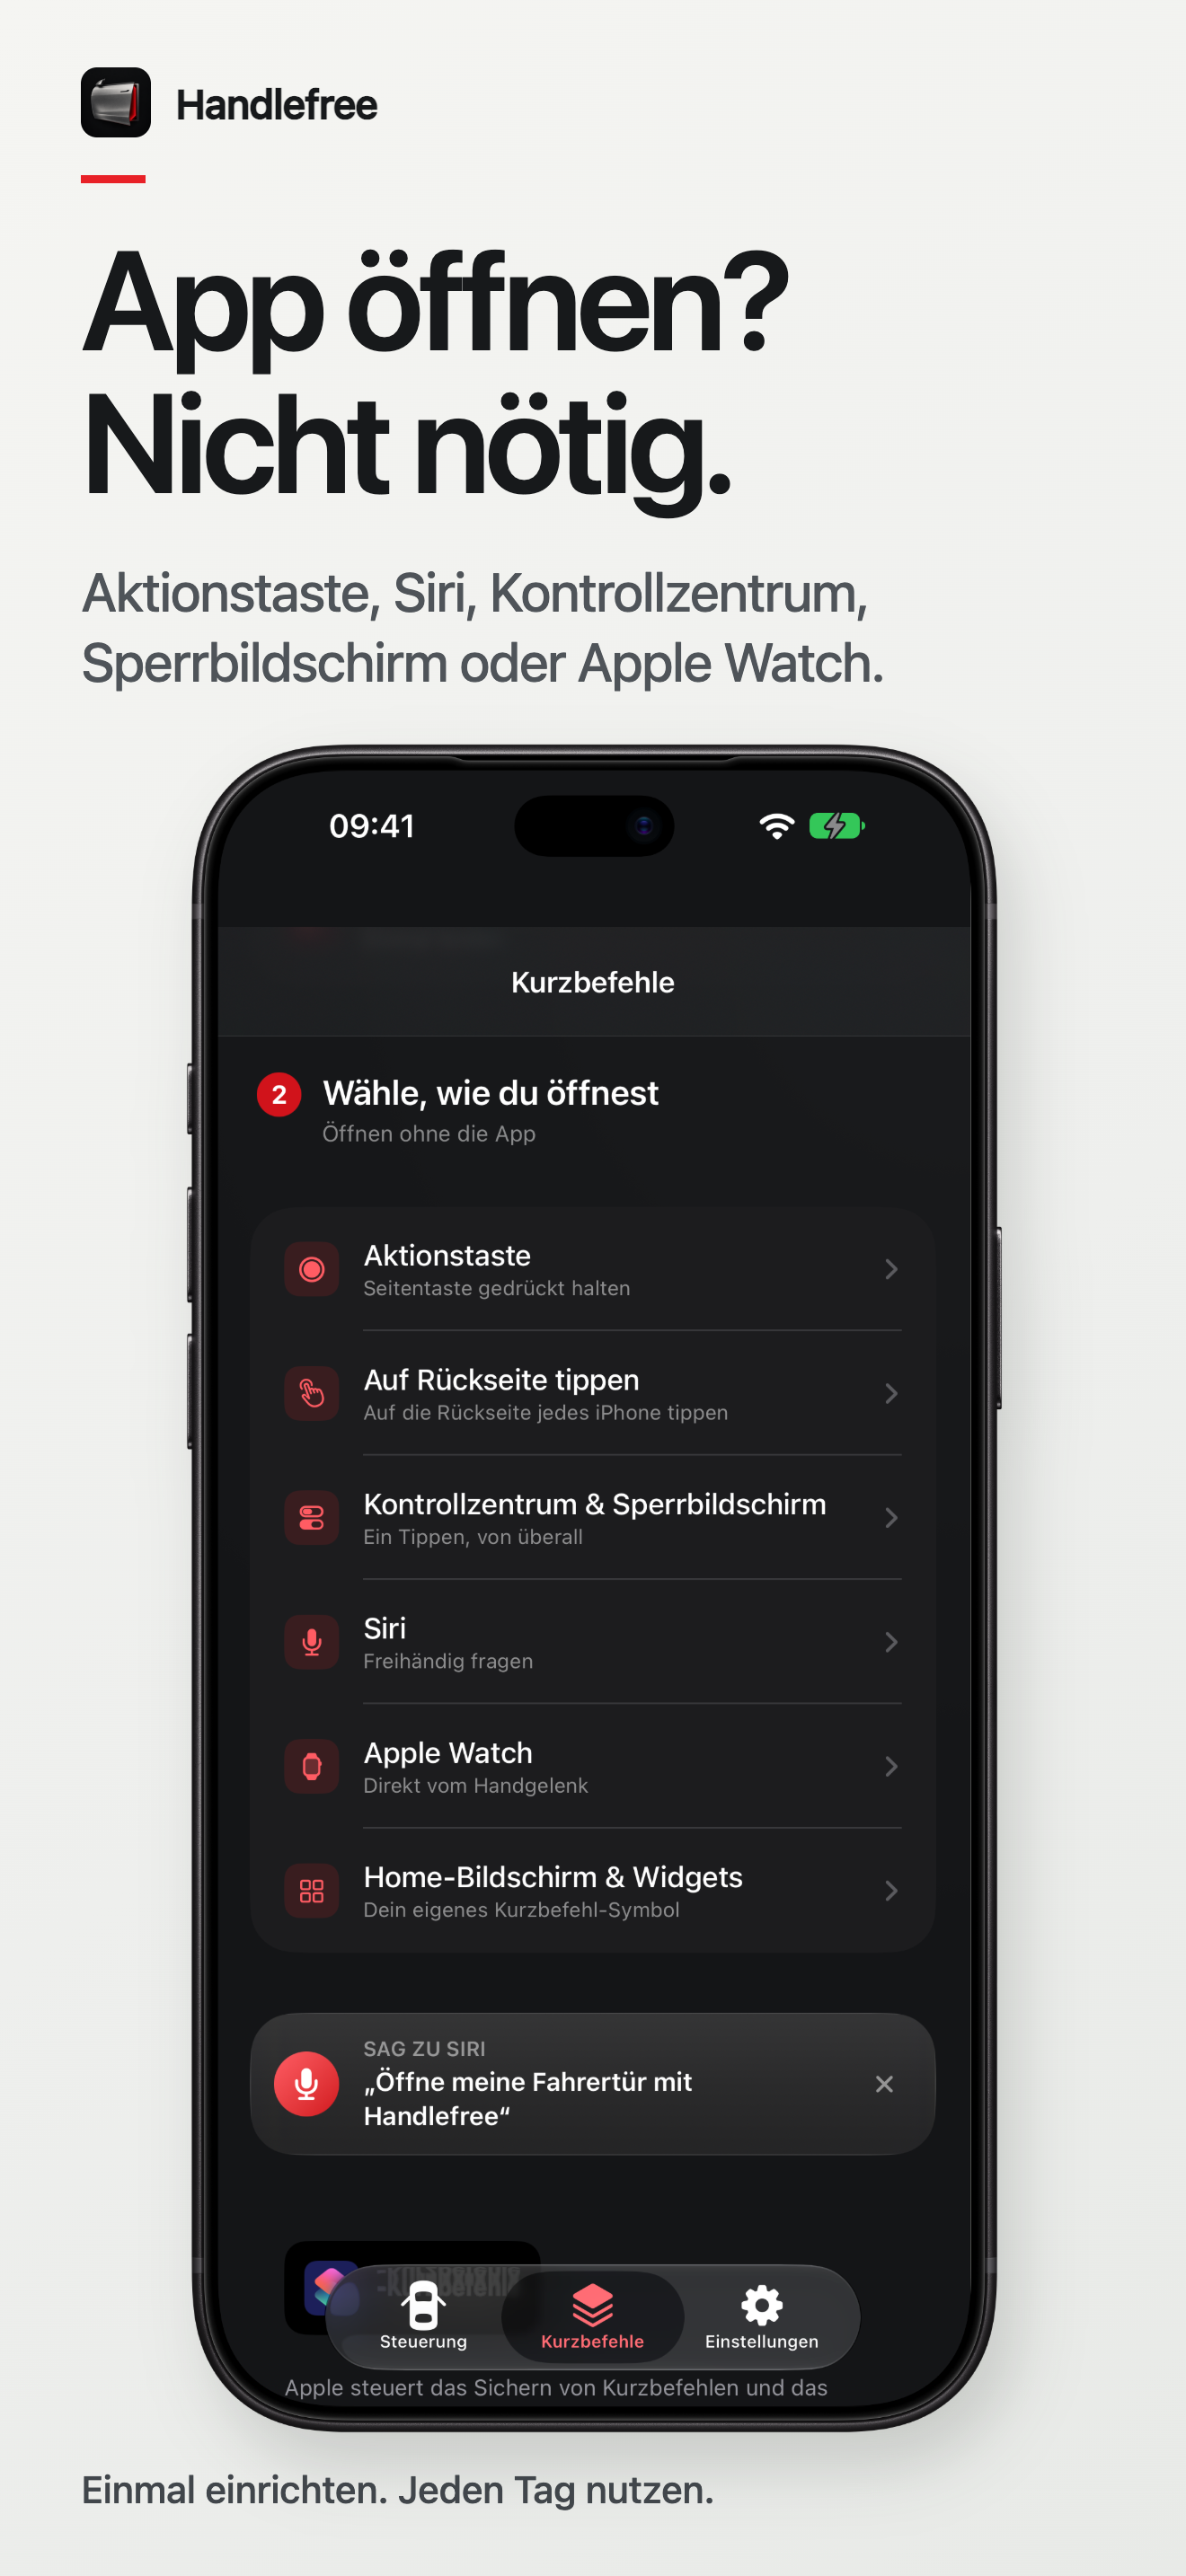 Handlefree
App öffnen?
Nicht nötig.
Aktionstaste, Siri, Kontrollzentrum,
Sperrbildschirm oder Apple Watch.
09:41
Kurzbefehle
2 Wähle, wie du öffnest
Öffnen ohne die App
Aktionstaste
Seitentaste gedrückt halten
Auf Rückseite tippen
Auf die Rückseite jedes iPhone tippen
Kontrollzentrum & Sperrbildschirm
Ein Tippen, von überall
Siri
Freihändig fragen
Apple Watch
Direkt vom Handgelenk
Home-Bildschirm & Widgets
Dein eigenes Kurzbefehl-Symbol
SAG ZU SIRI
„Öffne meine Fahrertür mit
Handlefree“
Steuerung Kurzbefehle Einstellungen
Apple steuert das Sichern von Kurzbefehlen und das
Einmal einrichten. Jeden Tag nutzen.